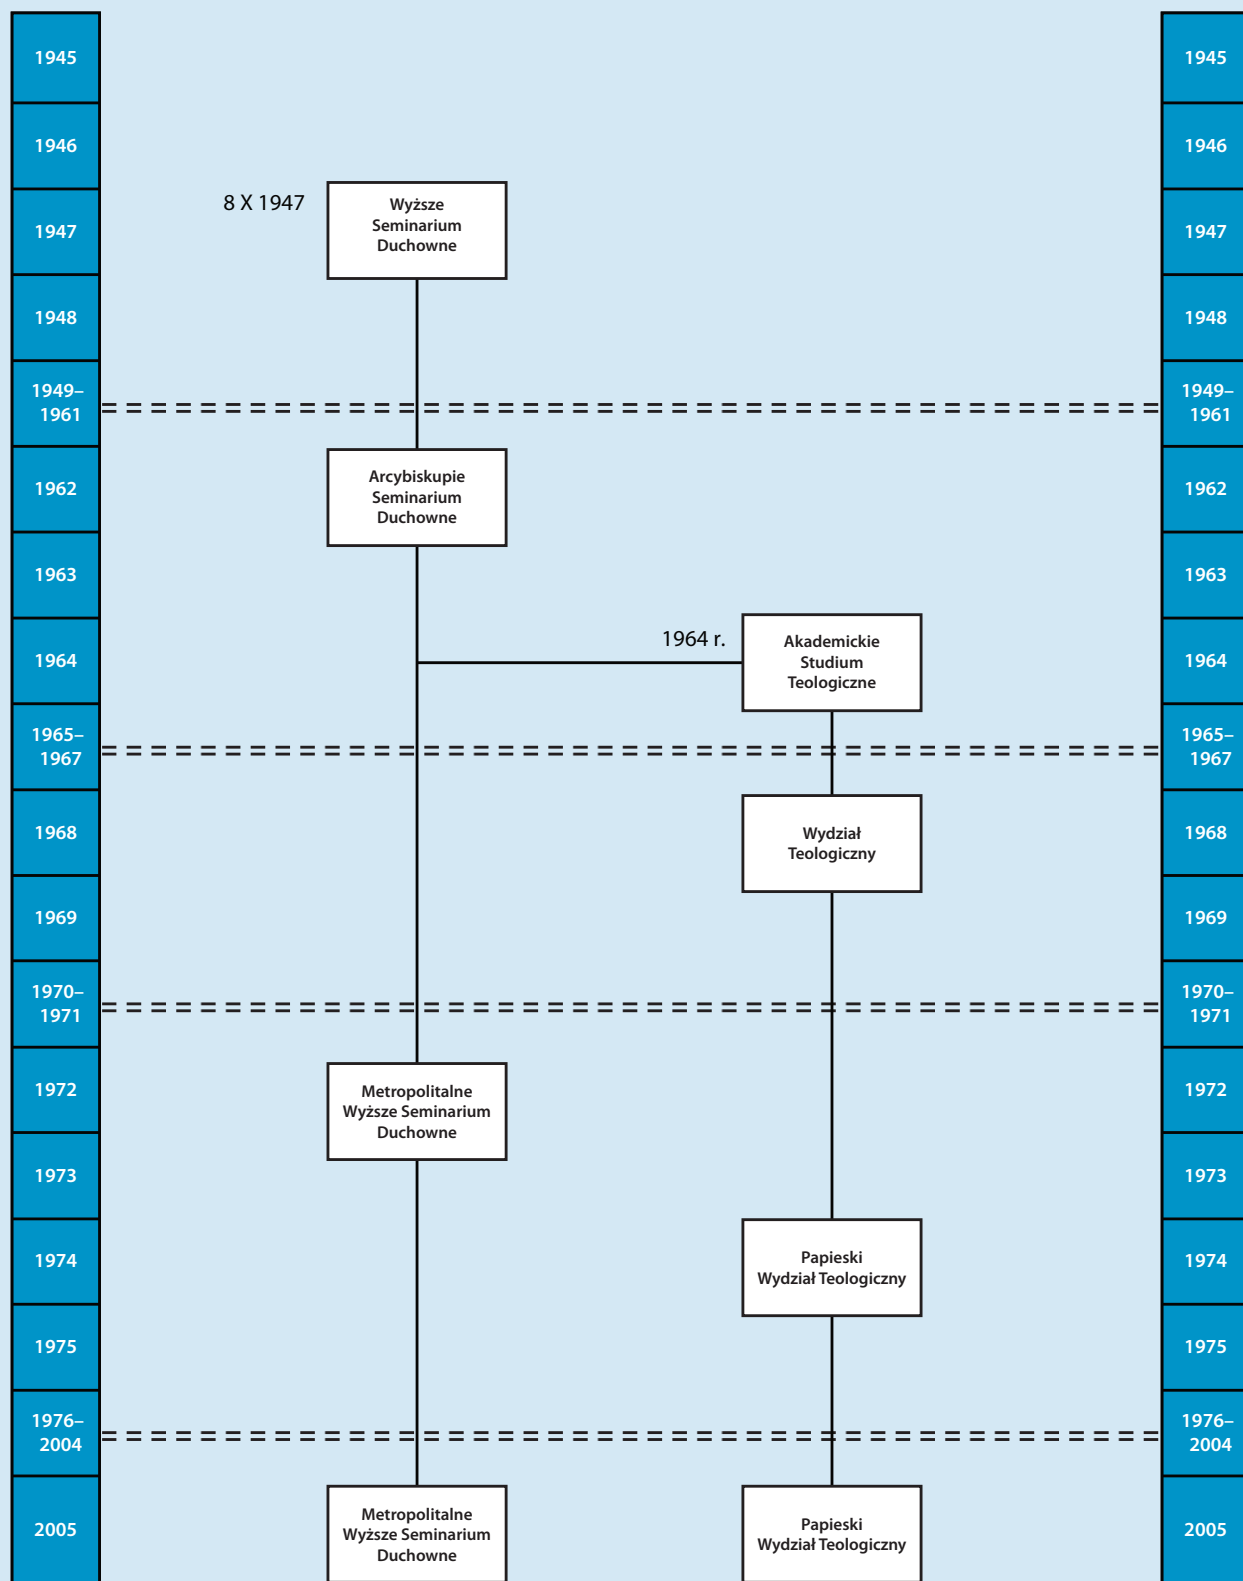 1945
1945
1946
1946
8 X 1947
Wyższe
Seminarium
Duchowne
1947
1947
1948
1948
1949–
1961
1949–
1961
Arcybiskupie
Seminarium
Duchowne
1962
1962
1963
1963
1964 r.
Akademickie
Studium
Teologiczne
1964
1964
1965–
1967
1965–
1967
Wydział
Teologiczny
1968
1968
1969
1969
1970–
1971
1970–
1971
1972
Metropolitalne
Wyższe Seminarium
Duchowne
1972
1973
1973
1974
Papieski
Wydział Teologiczny
1974
1975
1975
1976–
2004
1976–
2004
2005
Metropolitalne
Wyższe Seminarium
Duchowne
Papieski
Wydział Teologiczny
2005